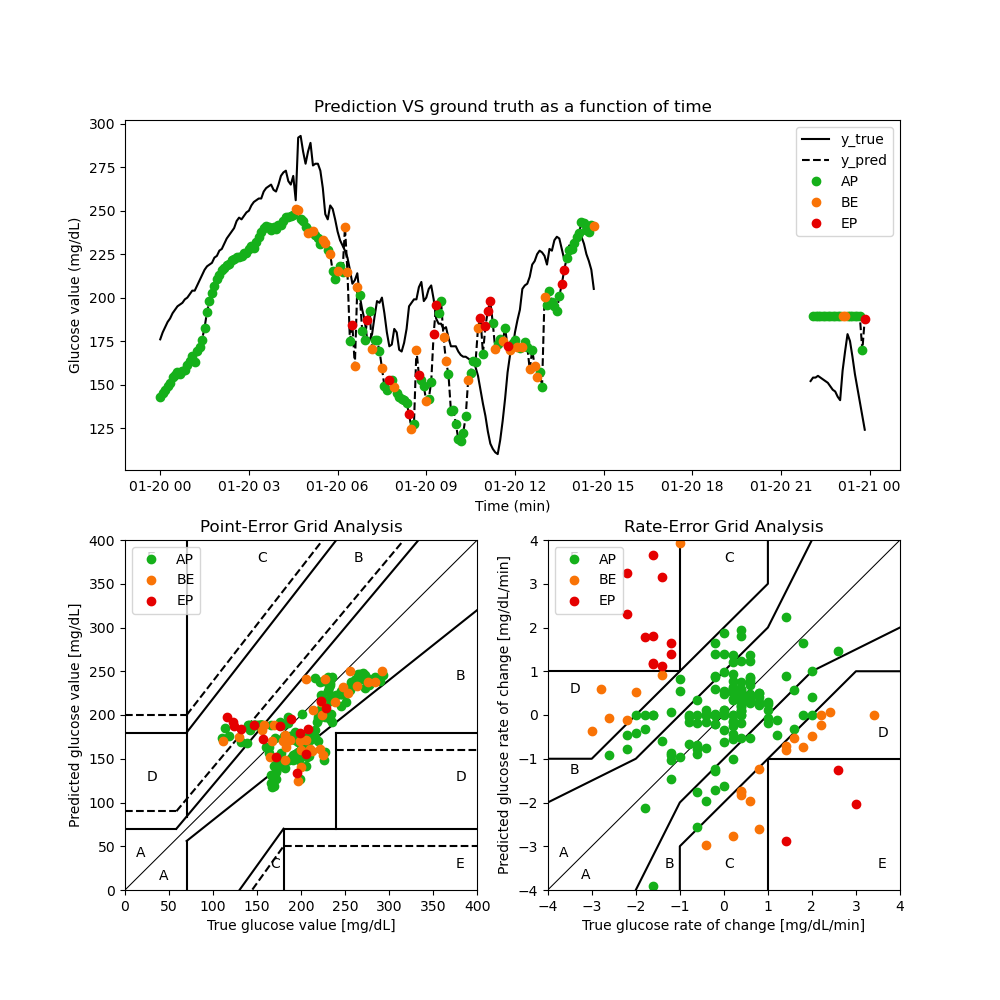 Prediction VS ground truth as a function of time
Glucose value (mg/dL)
300
275
250
225
200
175
150
125
y_true
y_pred
AP
BE
EP
01-20 00 01-20 03 01-20 06 01-20 09 01-20 12 01-20 15 01-20 18 01-20 21 01-21 00
Time (min)
Point-Error Grid Analysis
Predicted glucose value [mg/dL]
400
350
300
250
200
150
100
50
0
AP
BE
EP
C
B
B
D
D
A
A
C
E
0 50 100 150 200 250 300 350 400
True glucose value [mg/dL]
Rate-Error Grid Analysis
Predicted glucose rate of change [mg/dL/min]
4
3
2
1
0
−1
−2
−3
−4
AP
BE
EP
C
D
D
B
A
A
B
C
E
−4 −3 −2 −1 0 1 2 3 4
True glucose rate of change [mg/dL/min]